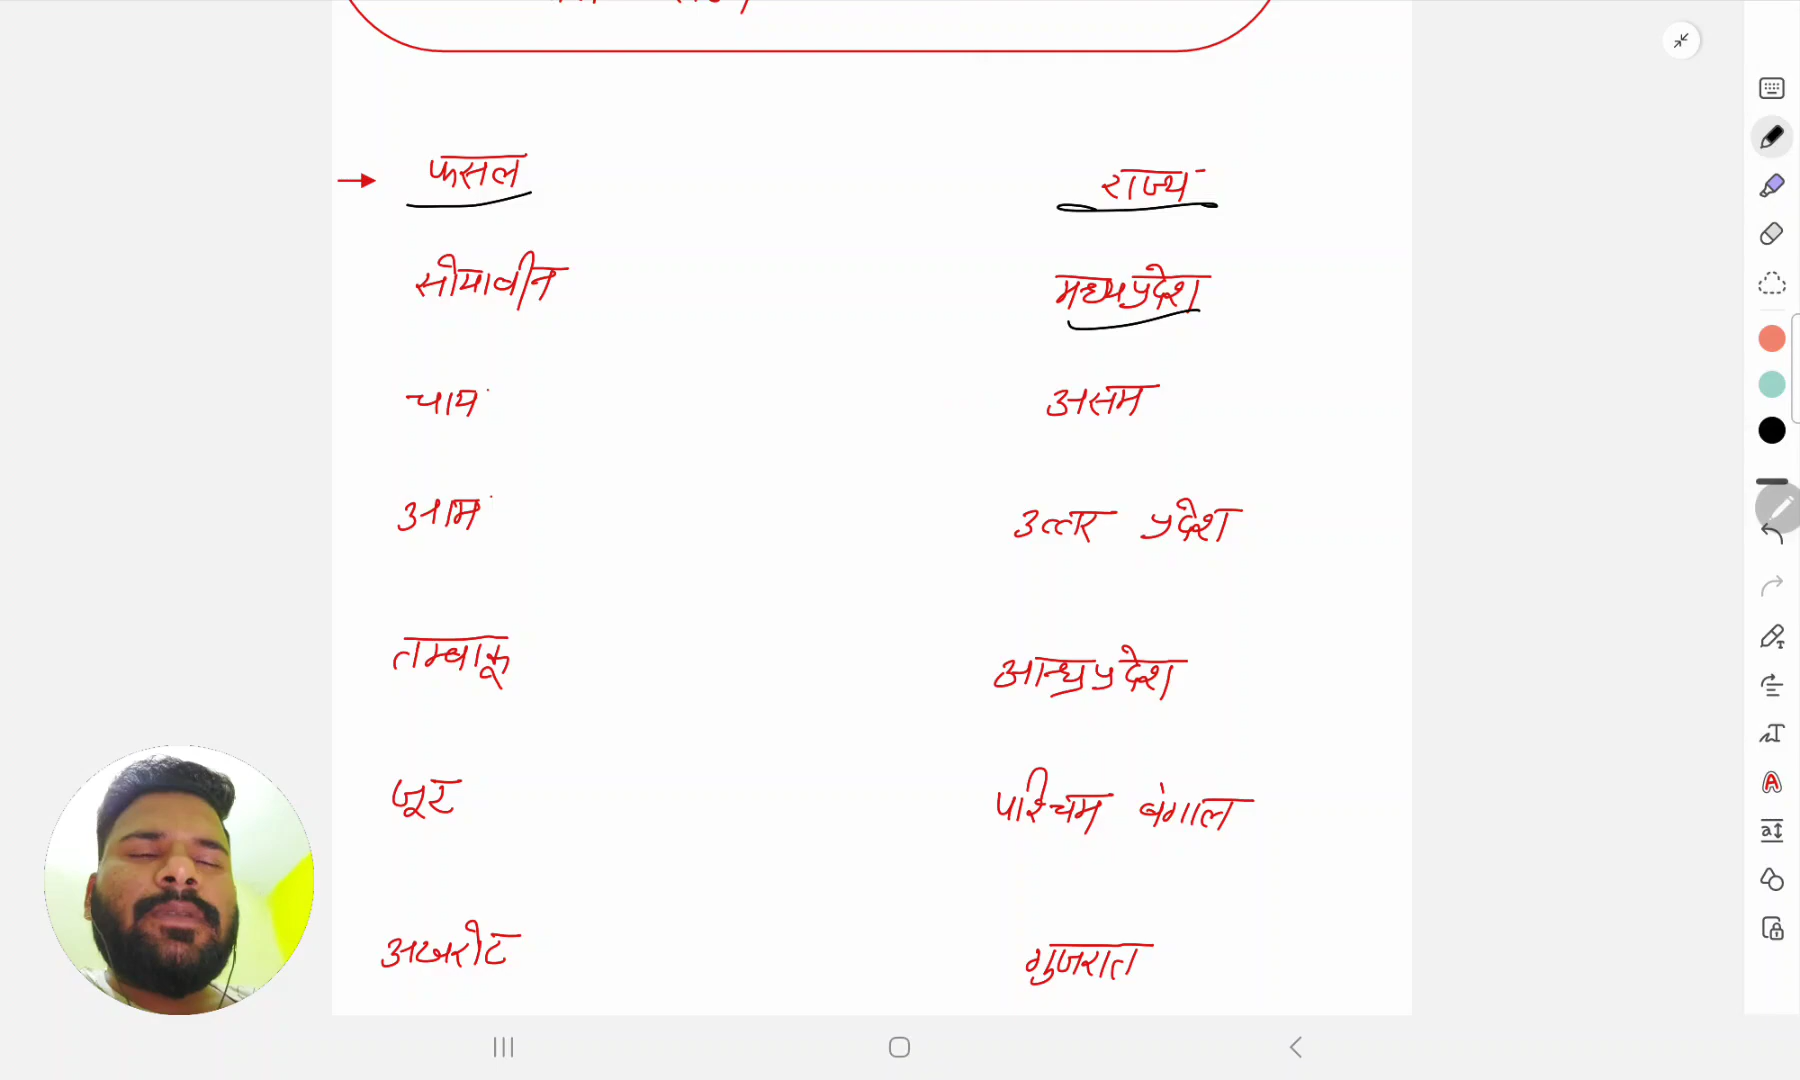 फसल राज्य
सोयाबीन मध्यप्रदेश
चाय असम
आम उत्तर प्रदेश
तम्बाकू आन्ध्रप्रदेश
जूट पश्चिम बंगाल
अखरोट गुजरात